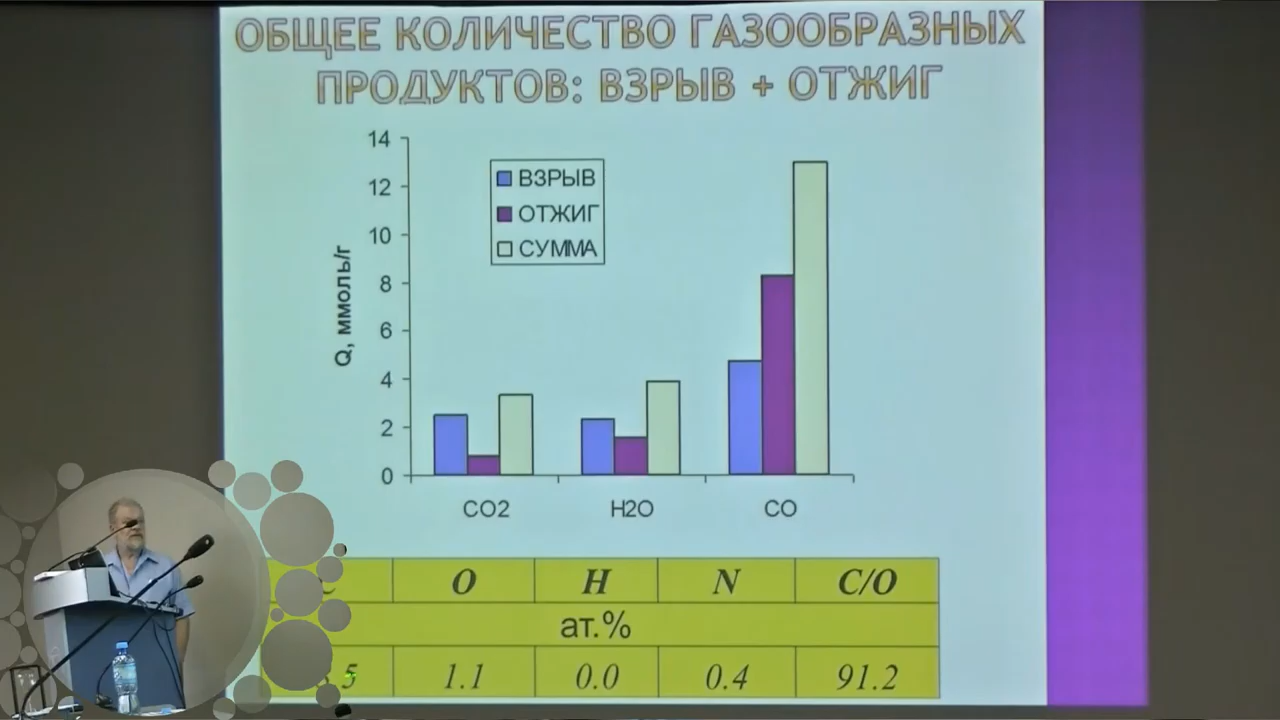 ОБЩЕЕ КОЛИЧЕСТВО ГАЗООБРАЗНЫХ
ПРОДУКТОВ: ВЗРЫВ + ОТЖИГ
14
12
10
8
6
4
2
0
Q, ммоль/г
ВЗРЫВ
ОТЖИГ
СУММА
CO2 H2O CO
O H N C/O
ат.%
1.1 0.0 0.4 91.2